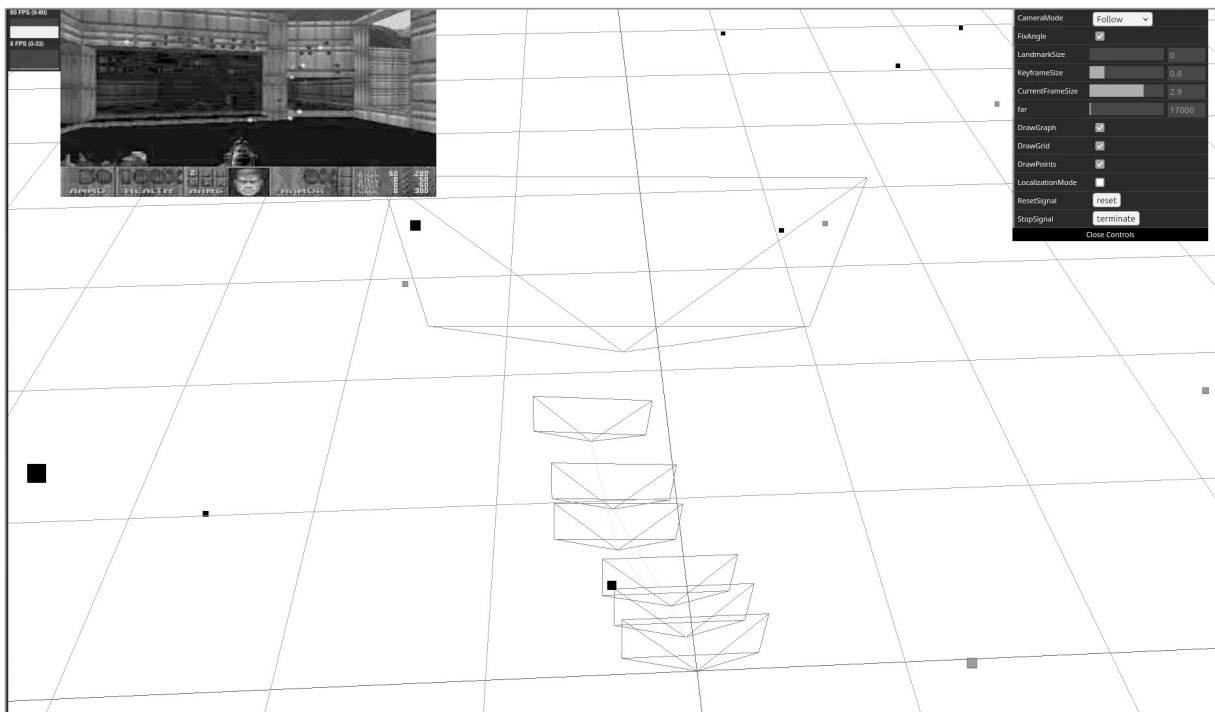 60 FPS (0-60)
6 FPS (0-33)
AMMO
HEALTH
ARMS
ARMOR
CameraMode
Follow
FixAngle
LandmarkSize
0
KeyframeSize
0.8
CurrentFrameSize
2.9
far
17000
DrawGraph
DrawGrid
DrawPoints
LocalizationMode
ResetSignal
reset
StopSignal
terminate
Close Controls